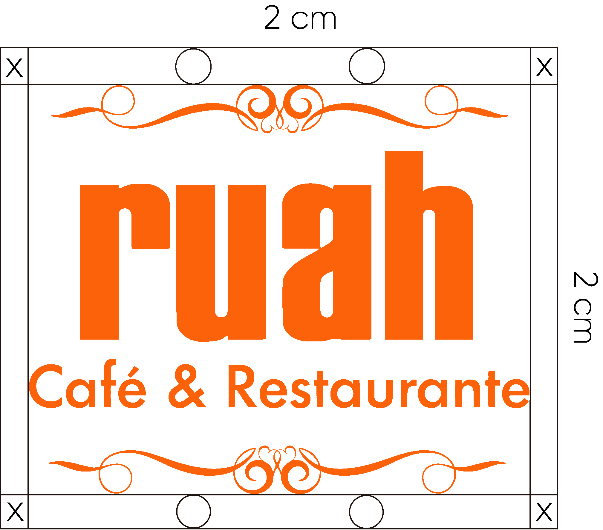 2 cm
X X
ruah
Café & Restaurante
2 cm
X X